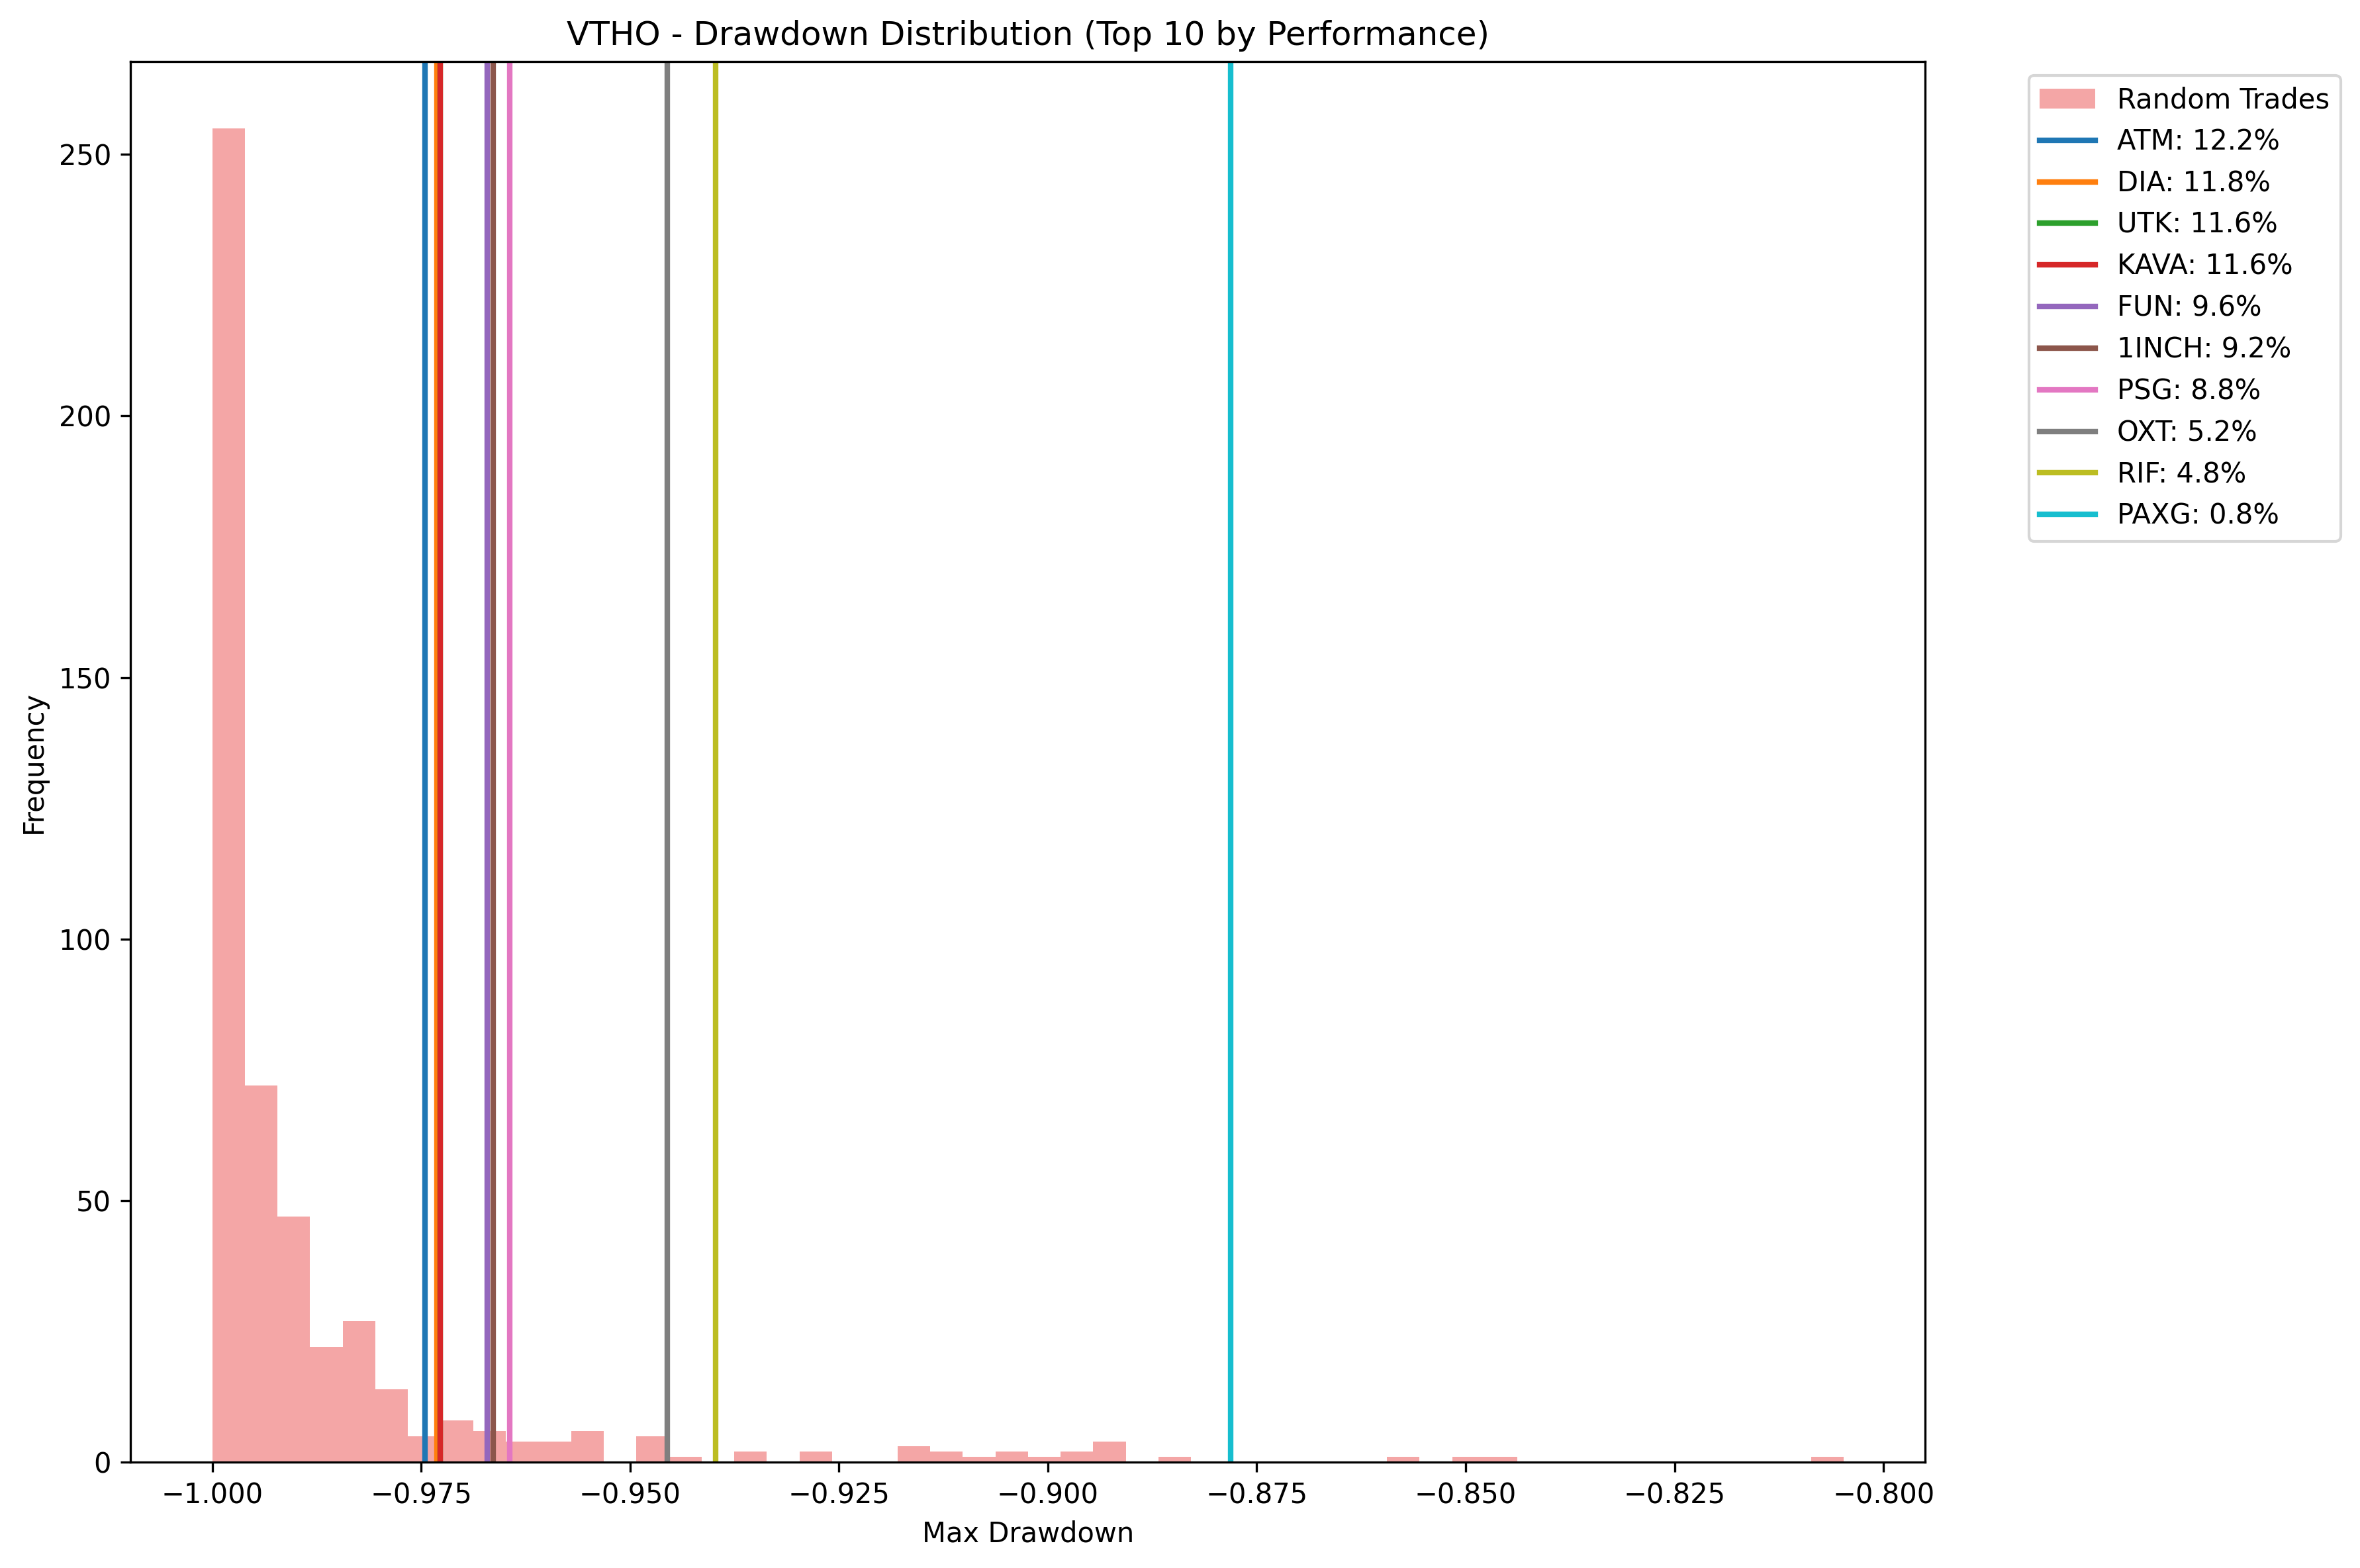 VTHO - Drawdown Distribution (Top 10 by Performance)
Random Trades
ATM: 12.2%
DIA: 11.8%
UTK: 11.6%
KAVA: 11.6%
FUN: 9.6%
1INCH: 9.2%
PSG: 8.8%
OXT: 5.2%
RIF: 4.8%
PAXG: 0.8%
Frequency
250
200
150
100
50
0
−1.000 −0.975 −0.950 −0.925 −0.900 −0.875 −0.850 −0.825 −0.800
Max Drawdown